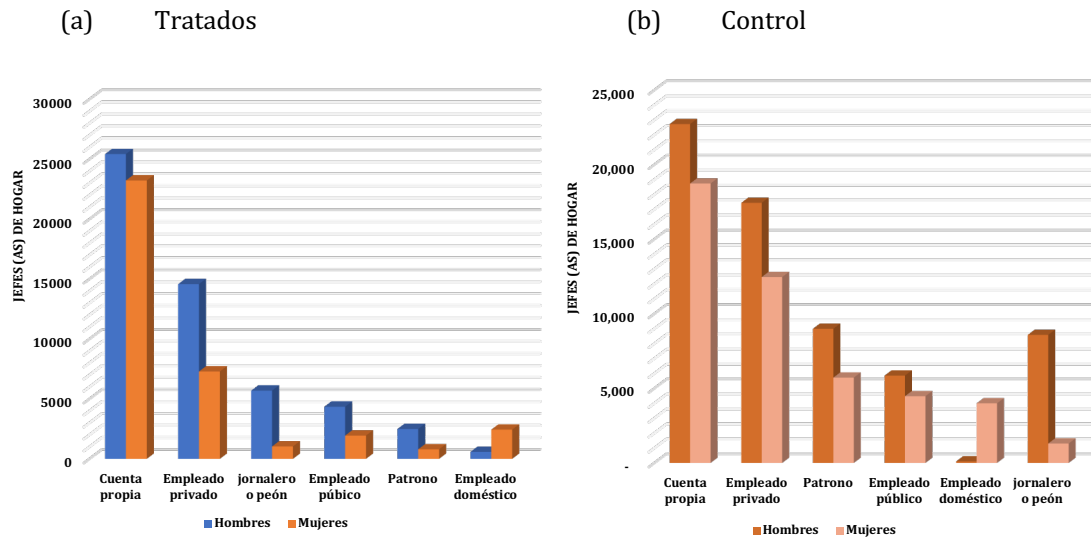 (a) Tratados
30000
25000
20000
15000
10000
5000
0
JEFES (AS) DE HOGAR
Cuenta propia
Empleado privado
jornalero o peón
Empleado púbico
Patrono
Empleado doméstico
Hombres Mujeres
(b) Control
25,000
20,000
15,000
10,000
5,000
-
JEFES (AS) DE HOGAR
Cuenta propia
Empleado privado
Patrono
Empleado público
Empleado doméstico
jornalero o peón
Hombres Mujeres